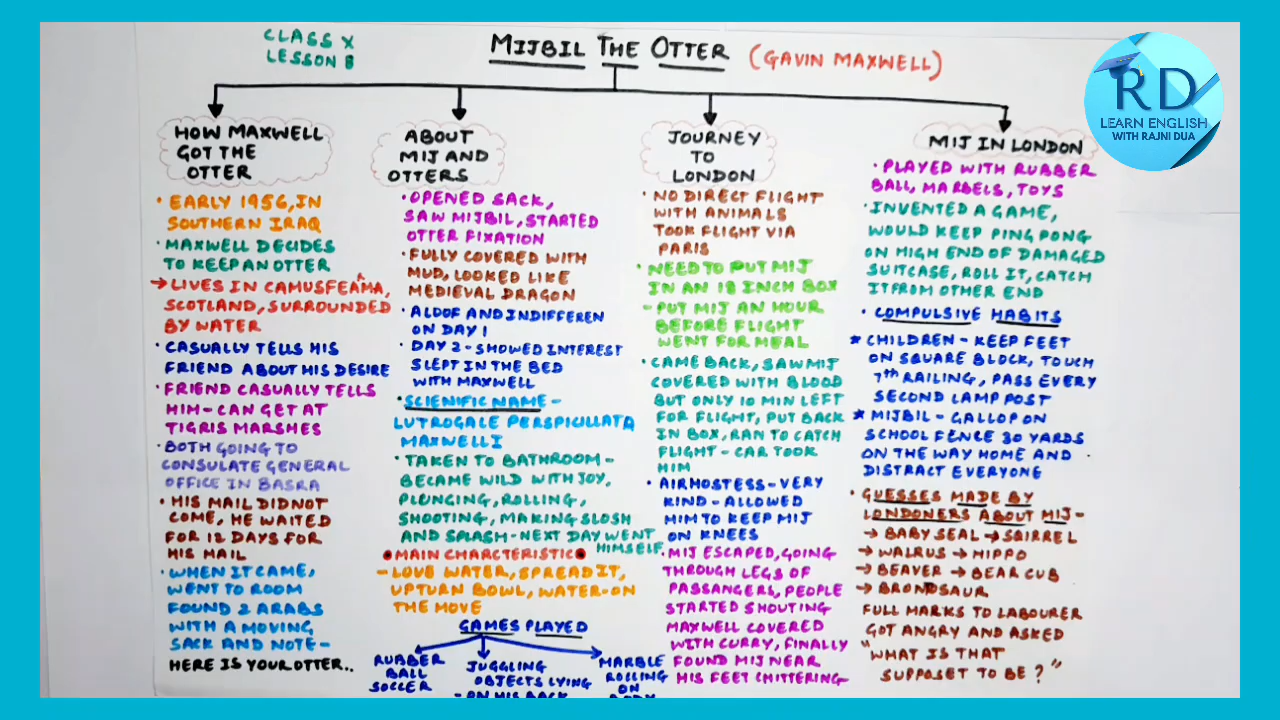 CLASS X
LESSON 8
MIJBIL THE OTTER (GAVIN MAXWELL)
RD
LEARN ENGLISH
WITH RAJNI DUA
HOW MAXWELL
GOT THE
OTTER
• EARLY 1956, IN
SOUTHERN IRAQ
• MAXWELL DECIDES
TO KEEP AN OTTER
→ LIVES IN CAMUSFEARNA,
SCOTLAND, SURROUNDED
BY WATER
• CASUALLY TELLS HIS
FRIEND ABOUT HIS DESIRE
• FRIEND CASUALLY TELLS
HIM - CAN GET AT
TIGRIS MARSHES
• BOTH GOING TO
CONSULATE GENERAL
OFFICE IN BASRA
• HIS MAIL DID NOT
COME, HE WAITED
FOR 12 DAYS FOR
HIS MAIL
• WHEN IT CAME,
WENT TO ROOM
FOUND 2 ARABS
WITH A MOVING
SACK AND NOTE-
HERE IS YOUR OTTER..
ABOUT
MIJ AND
OTTERS
• OPENED SACK,
SAW MIJBIL, STARTED
OTTER FIXATION
• FULLY COVERED WITH
MUD, LOOKED LIKE
MEDIEVAL DRAGON
• ALOOF AND INDIFFEREN
ON DAY 1
• DAY 2 - SHOWED INTEREST
SLEPT IN THE BED
WITH MAXWELL
• SCIENIFIC NAME -
LUTROGALE PERSPICILLATA
MAXWELLI
• TAKEN TO BATHROOM -
BECAME WILD WITH JOY,
PLUNGING, ROLLING,
SHOOTING, MAKING SLOSH
AND SPLASH - NEXT DAY WENT
HIMSELF.
• MAIN CHARCTERISTIC •
- LOVE WATER, SPREAD IT,
UPTURN BOWL, WATER-ON
THE MOVE
GAMES PLAYED
RUBBER
BALL
SOCCER
JUGGLING
OBJECTS LYING
- ON HIS BACK
MARBLE
ROLLING
ON
BODY
JOURNEY
TO
LONDON
• NO DIRECT FLIGHT
WITH ANIMALS
TOOK FLIGHT VIA
PARIS
• NEED TO PUT MIJ
IN AN 18 INCH BOX
- PUT MIJ AN HOUR
BEFORE FLIGHT
WENT FOR MEAL
• CAME BACK, SAW MIJ
COVERED WITH BLOOD
BUT ONLY 10 MIN LEFT
FOR FLIGHT, PUT BACK
IN BOX, RAN TO CATCH
FLIGHT - CAR TOOK
HIM
• AIRHOSTESS - VERY
KIND - ALLOWED
HIM TO KEEP MIJ
ON KNEES
• MIJ ESCAPED, GOING
THROUGH LEGS OF
PASSANGERS, PEOPLE
STARTED SHOUTING
MAXWELL COVERED
WITH CURRY, FINALLY
FOUND MIJ NEAR
HIS FEET CHITTERING
MIJ IN LONDON
• PLAYED WITH RUBBER
BALL, MARBELS, TOYS
• INVENTED A GAME,
WOULD KEEP PING PONG
ON HIGH END OF DAMAGED
SUITCASE, ROLL IT, CATCH
IT FROM OTHER END
• COMPULSIVE HABITS
* CHILDREN - KEEP FEET
ON SQUARE BLOCK, TOUCH
7th RAILING, PASS EVERY
SECOND LAMP POST
* MIJBIL - GALLOP ON
SCHOOL FENCE 30 YARDS
ON THE WAY HOME AND
DISTRACT EVERYONE
• GUESSES MADE BY
LONDONERS ABOUT MIJ -
→ BABY SEAL → SQIRREL
→ WALRUS → HIPPO
→ BEAVER → BEAR CUB
→ BRONDSAUR
FULL MARKS TO LABOURER
GOT ANGRY AND ASKED
"WHAT IS THAT
SUPPOSET TO BE?"